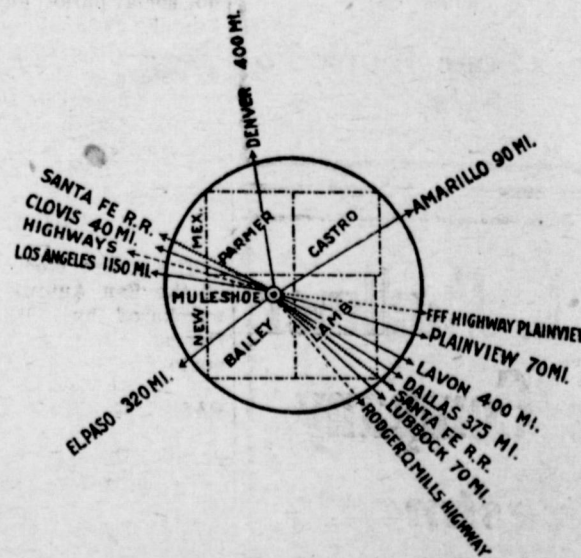 DENVER 400 MI.
AMARILLO 90 MI.
SANTA FE R.R.
CLOVIS 40 MI.
HIGHWAYS
LOS ANGELES 1150 MI.
NEW MEX.
PARMER
CASTRO
MULESHOE
BAILEY
LAMB
FFF HIGHWAY PLAINVIEW
PLAINVIEW 70 MI.
LAVON 400 MI.
DALLAS 375 MI.
SANTA FE R.R.
LUBBOCK 70 MI.
RODGER Q MILLS HIGHWAY
ELPASO 320 MI.